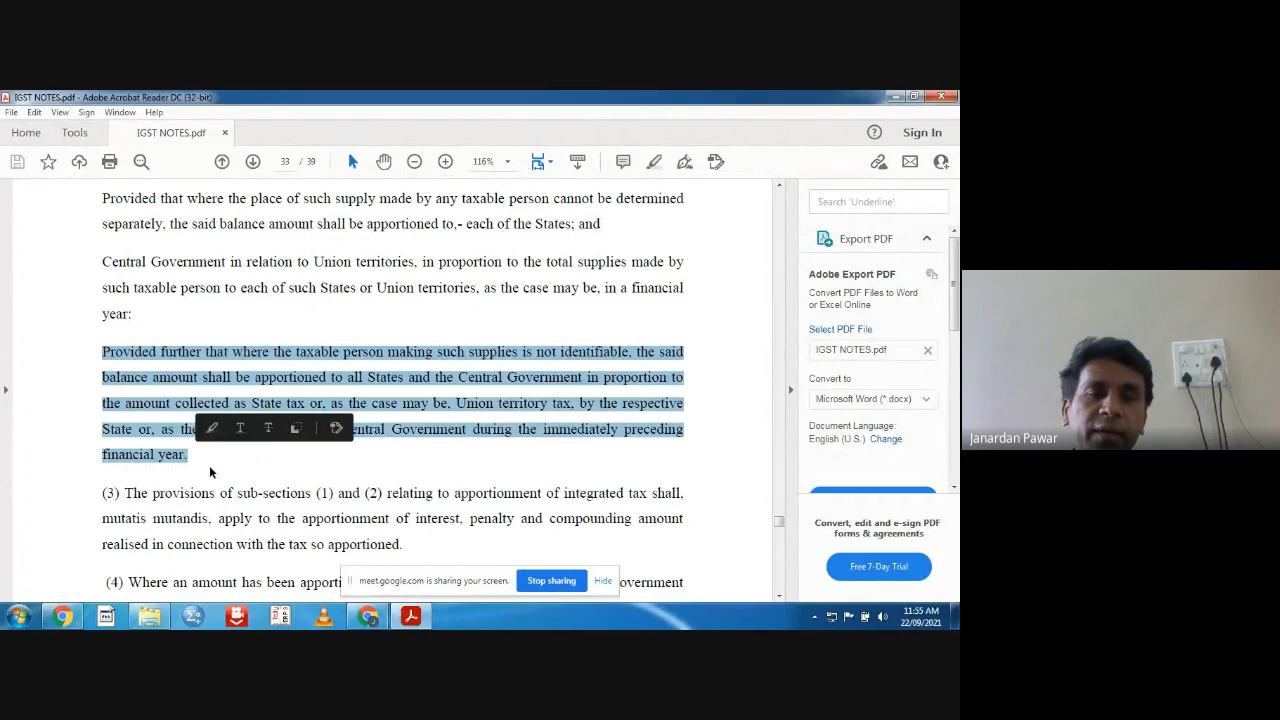 IGST NOTES.pdf - Adobe Acrobat Reader DC (32-bit)
File Edit View Sign Window Help
Home Tools IGST NOTES.pdf × Sign In
33 / 39 116%
Provided that where the place of such supply made by any taxable person cannot be determined
separately, the said balance amount shall be apportioned to,- each of the States; and
Central Government in relation to Union territories, in proportion to the total supplies made by
such taxable person to each of such States or Union territories, as the case may be, in a financial
year:
Provided further that where the taxable person making such supplies is not identifiable, the said
balance amount shall be apportioned to all States and the Central Government in proportion to
the amount collected as State tax or, as the case may be, Union territory tax, by the respective
State or, as the entral Government during the immediately preceding
financial year.
(3) The provisions of sub-sections (1) and (2) relating to apportionment of integrated tax shall,
mutatis mutandis, apply to the apportionment of interest, penalty and compounding amount
realised in connection with the tax so apportioned.
(4) Where an amount has been apporti overnment
meet.google.com is sharing your screen. Stop sharing Hide
Search 'Underline'
Export PDF
Adobe Export PDF
Convert PDF Files to Word
or Excel Online
Select PDF File
IGST NOTES.pdf
Convert to
Microsoft Word (*.docx)
Document Language:
English (U.S.) Change
Convert, edit and e-sign PDF
forms & agreements
Free 7-Day Trial
11:55 AM
22/09/2021
Janardan Pawar